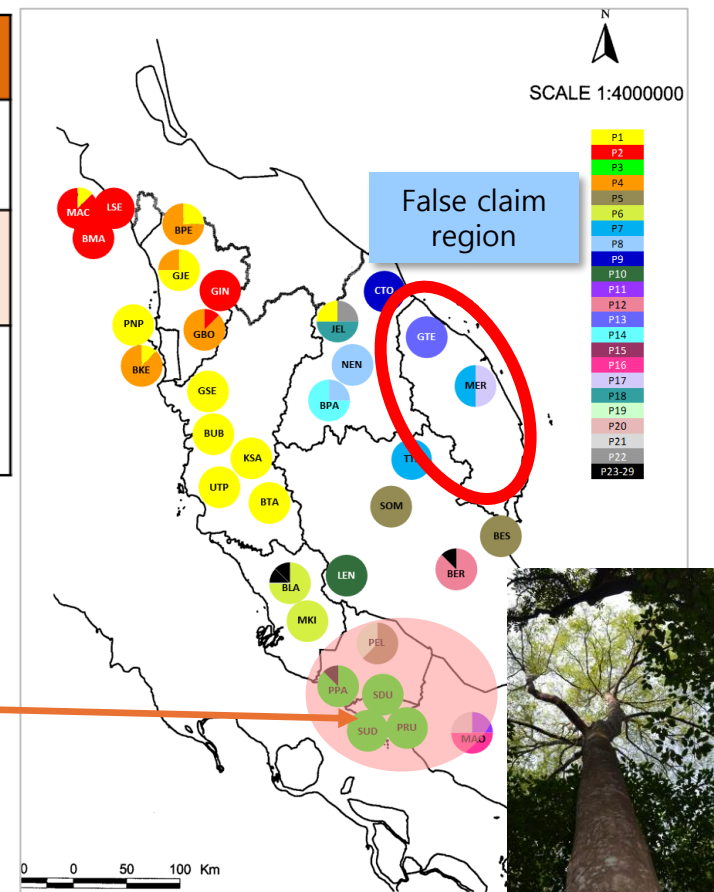 N
SCALE 1:4000000
P1
P2
P3
P4
P5
P6
P7
P8
P9
P10
P11
P12
P13
P14
P15
P16
P17
P18
P19
P20
P21
P22
P23-29
False claim
region
MAC
LSE
BMA
BPE
GJE
GIN
CTO
PNP
GBO
JEL
GTE
BKE
NEN
MER
GSE
BPA
BUB
KSA
UTP
BTA
SOM
BES
BLA
LEN
BER
MKI
PEL
PPA
SDU
SUD
PRU
MAO
0 50 100 Km